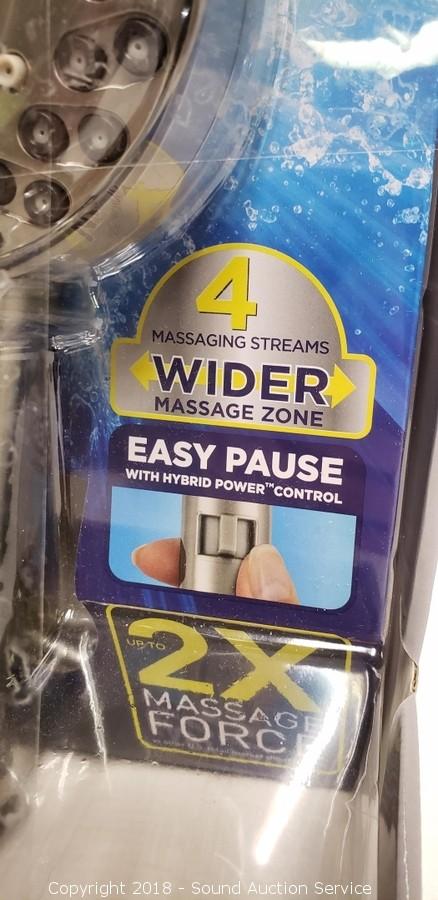 4
MASSAGING STREAMS
WIDER
MASSAGE ZONE
EASY PAUSE
WITH HYBRID POWER™ CONTROL
UP TO
2X
MASSAGE
FORCE
Copyright 2018 - Sound Auction Service